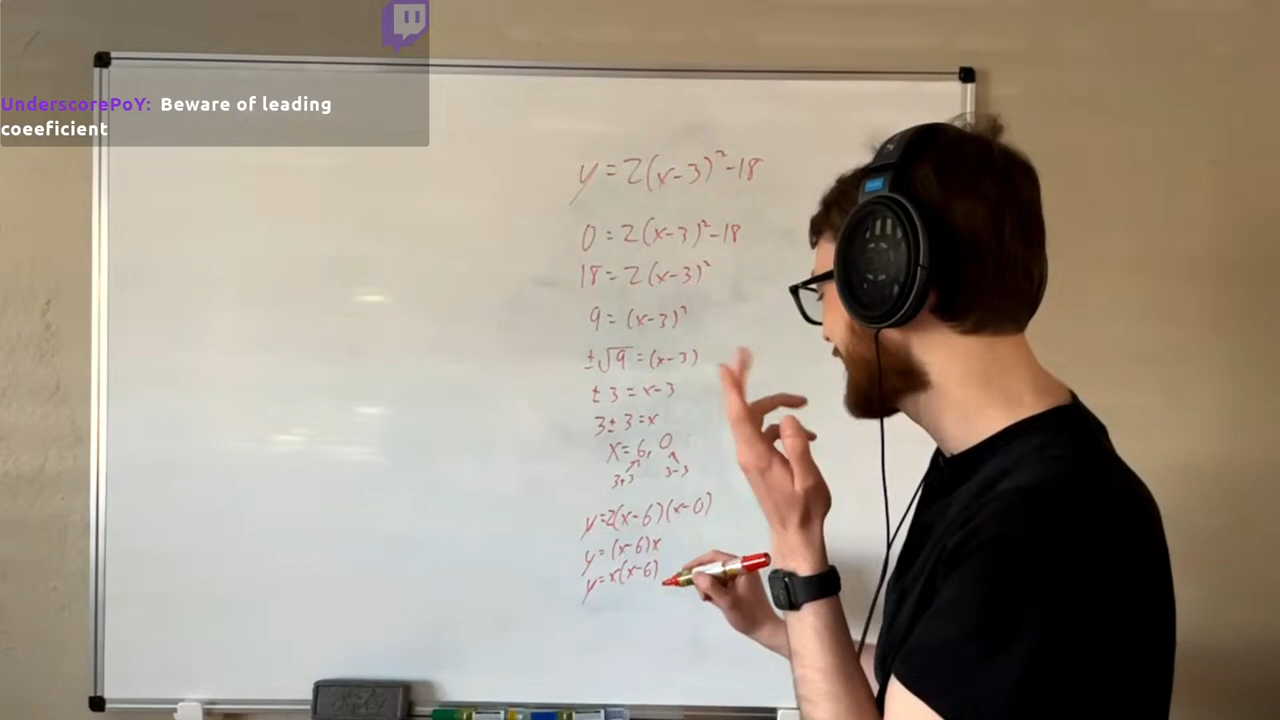 UnderscorePoY: Beware of leading
coeeficient
y=2(x-3)²-18
0=2(x-3)²-18
18=2(x-3)²
9=(x-3)²
±√9=(x-3)
±3=x-3
3±3=x
x=6,0
3+3 3-3
y=2(x-6)(x-0)
y=(x-6)x
y=x(x-6)